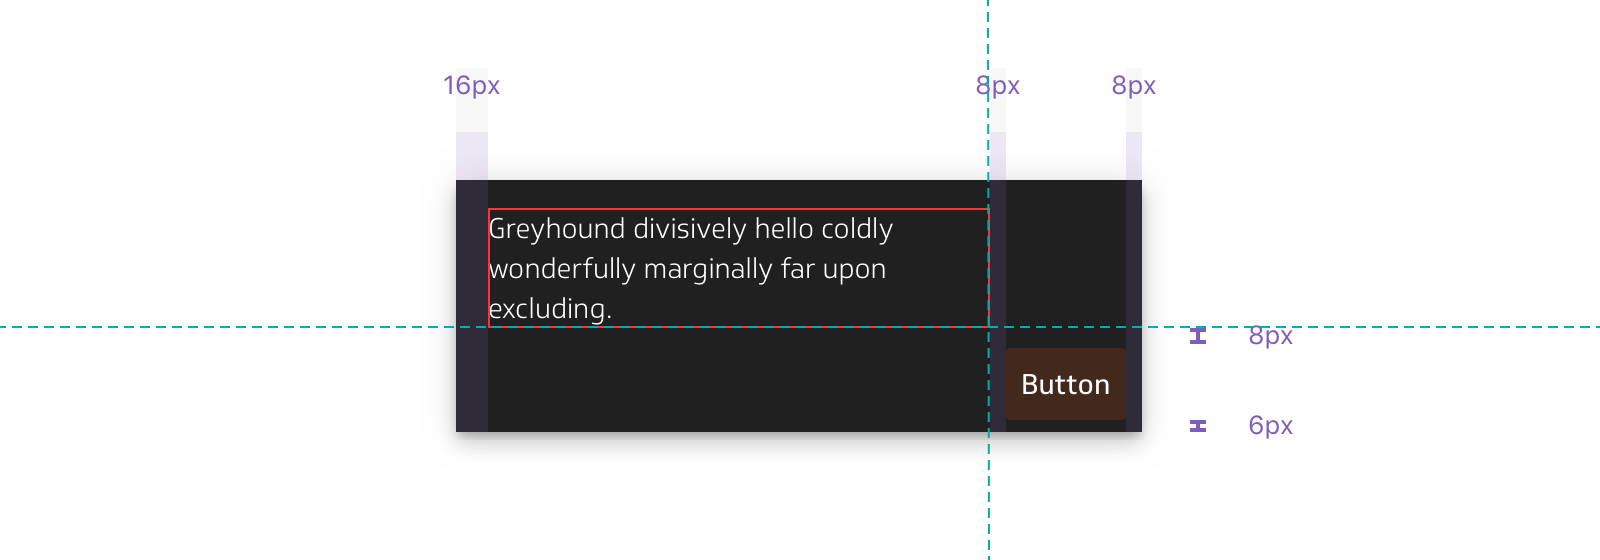 16px
8px
8px
Greyhound divisively hello coldly
wonderfully marginally far upon
excluding.
8px
Button
6px